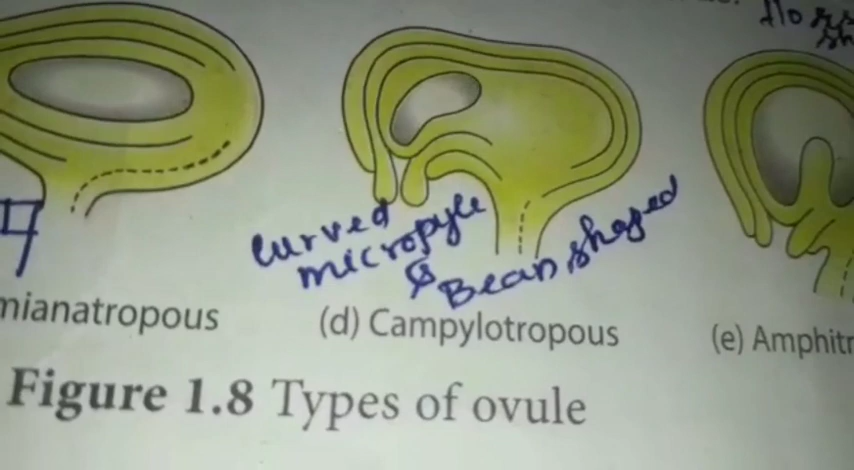 curved
micropyle
& Bean shaped
mianatropous
(d) Campylotropous
(e) Amphitr
Figure 1.8 Types of ovule